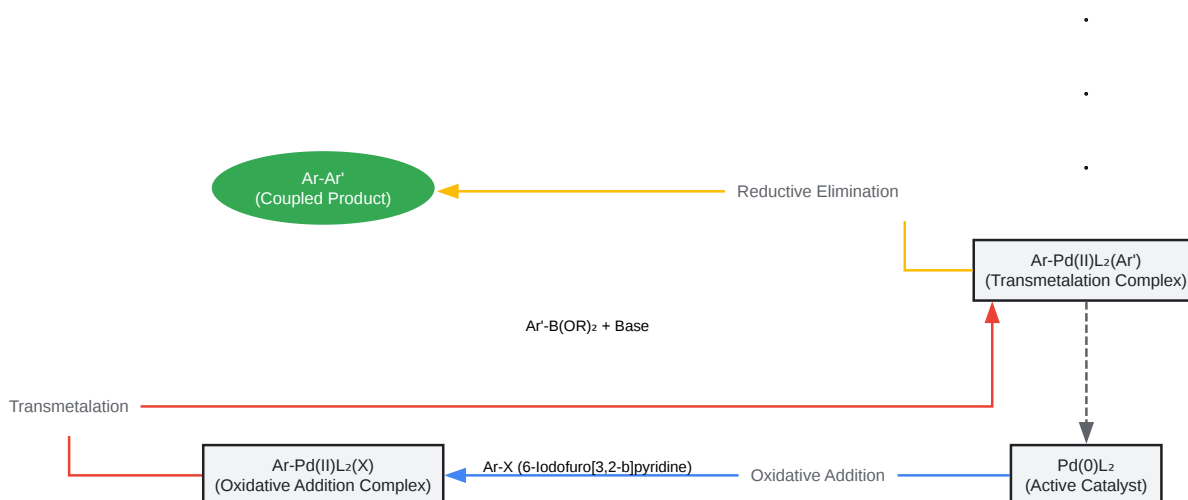 Ar-Ar'
(Coupled Product)
Reductive Elimination
Ar-Pd(II)L₂(Ar')
(Transmetalation Complex)
Ar'-B(OR)₂ + Base
Transmetalation
Ar-Pd(II)L₂(X)
(Oxidative Addition Complex)
Ar-X (6-Iodofuro[3,2-b]pyridine)
Oxidative Addition
Pd(0)L₂
(Active Catalyst)